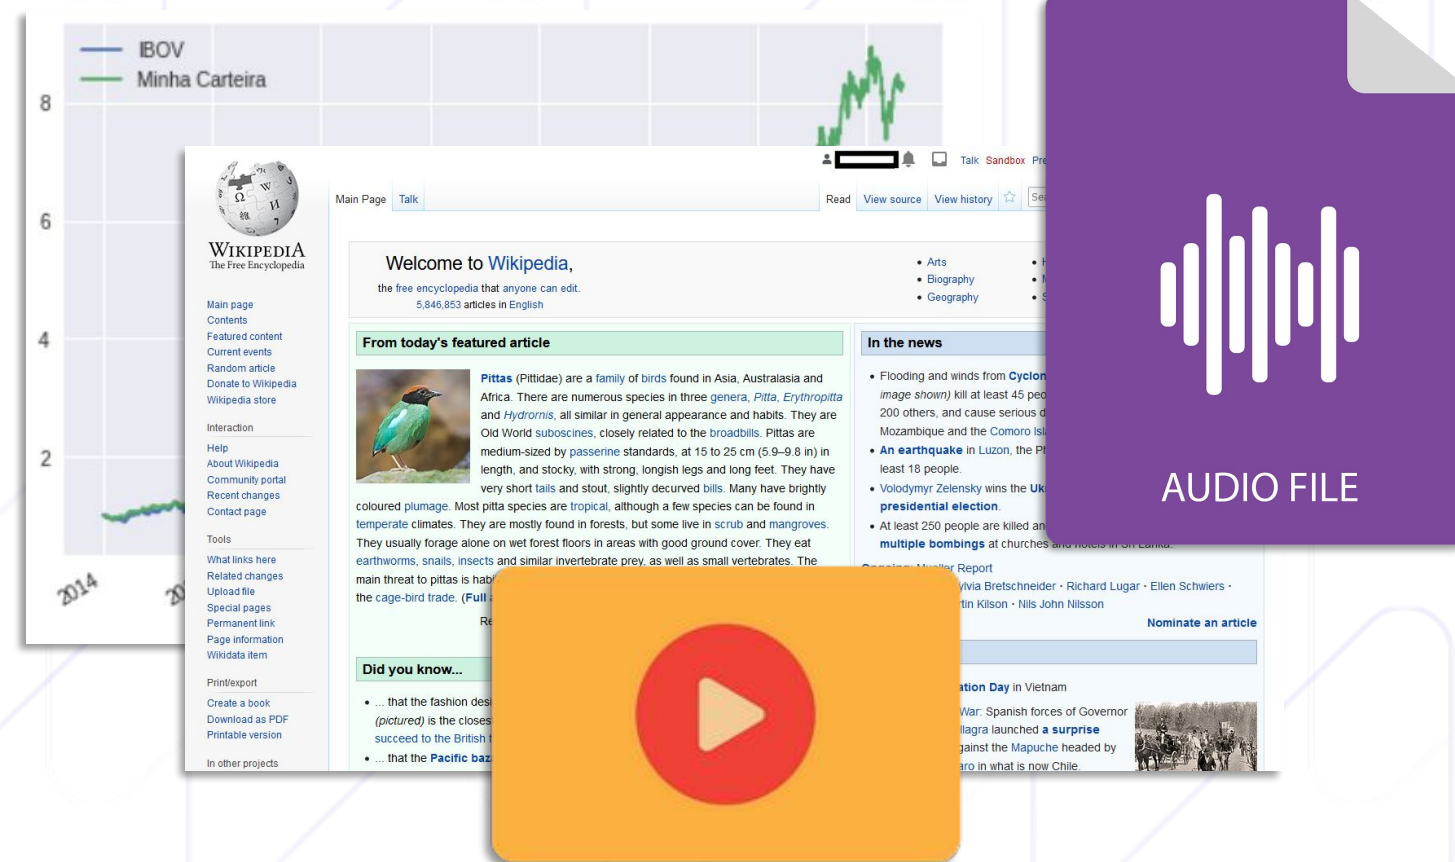 IBOV
Minha Carteira
8
6
4
2
2014
Talk Sandbox
WIKIPEDIA
The Free Encyclopedia
Main Page Talk
Read View source View history
Welcome to Wikipedia,
the free encyclopedia that anyone can edit.
5,846,853 articles in English
• Arts
• Biography
• Geography
Main page
Contents
Featured content
Current events
Random article
Donate to Wikipedia
Wikipedia store
Interaction
Help
About Wikipedia
Community portal
Recent changes
Contact page
Tools
What links here
Related changes
Upload file
Special pages
Permanent link
Page information
Wikidata item
Print/export
Create a book
Download as PDF
Printable version
In other projects
From today's featured article
Pittas (Pittidae) are a family of birds found in Asia, Australasia and
Africa. There are numerous species in three genera, Pitta, Erythropitta
and Hydrornis, all similar in general appearance and habits. They are
Old World suboscines, closely related to the broadbills. Pittas are
medium-sized by passerine standards, at 15 to 25 cm (5.9–9.8 in) in
length, and stocky, with strong, longish legs and long feet. They have
very short tails and stout, slightly decurved bills. Many have brightly
coloured plumage. Most pitta species are tropical, although a few species can be found in
temperate climates. They are mostly found in forests, but some live in scrub and mangroves.
They usually forage alone on wet forest floors in areas with good ground cover. They eat
earthworms, snails, insects and similar invertebrate prey, as well as small vertebrates. The
main threat to pittas is
the cage-bird trade. (Full
Did you know...
• ... that the fashion
(pictured) is the
succeed to the British
• ... that the Pacific
In the news
• Flooding and winds from
image shown) kill at least 45
200 others, and cause serious
Mozambique and the Comoro
• An earthquake in Luzon, the
least 18 people.
• Volodymyr Zelensky wins the
presidential election.
• At least 250 people are killed
multiple bombings at churches and hotels in Sri Lanka.
Report
Bretschneider · Richard Lugar · Ellen Schwiers ·
Kilson · Nils John Nilsson
Nominate an article
Day in Vietnam
War: Spanish forces of Governor
launched a surprise
the Mapuche headed by
in what is now Chile.
AUDIO FILE